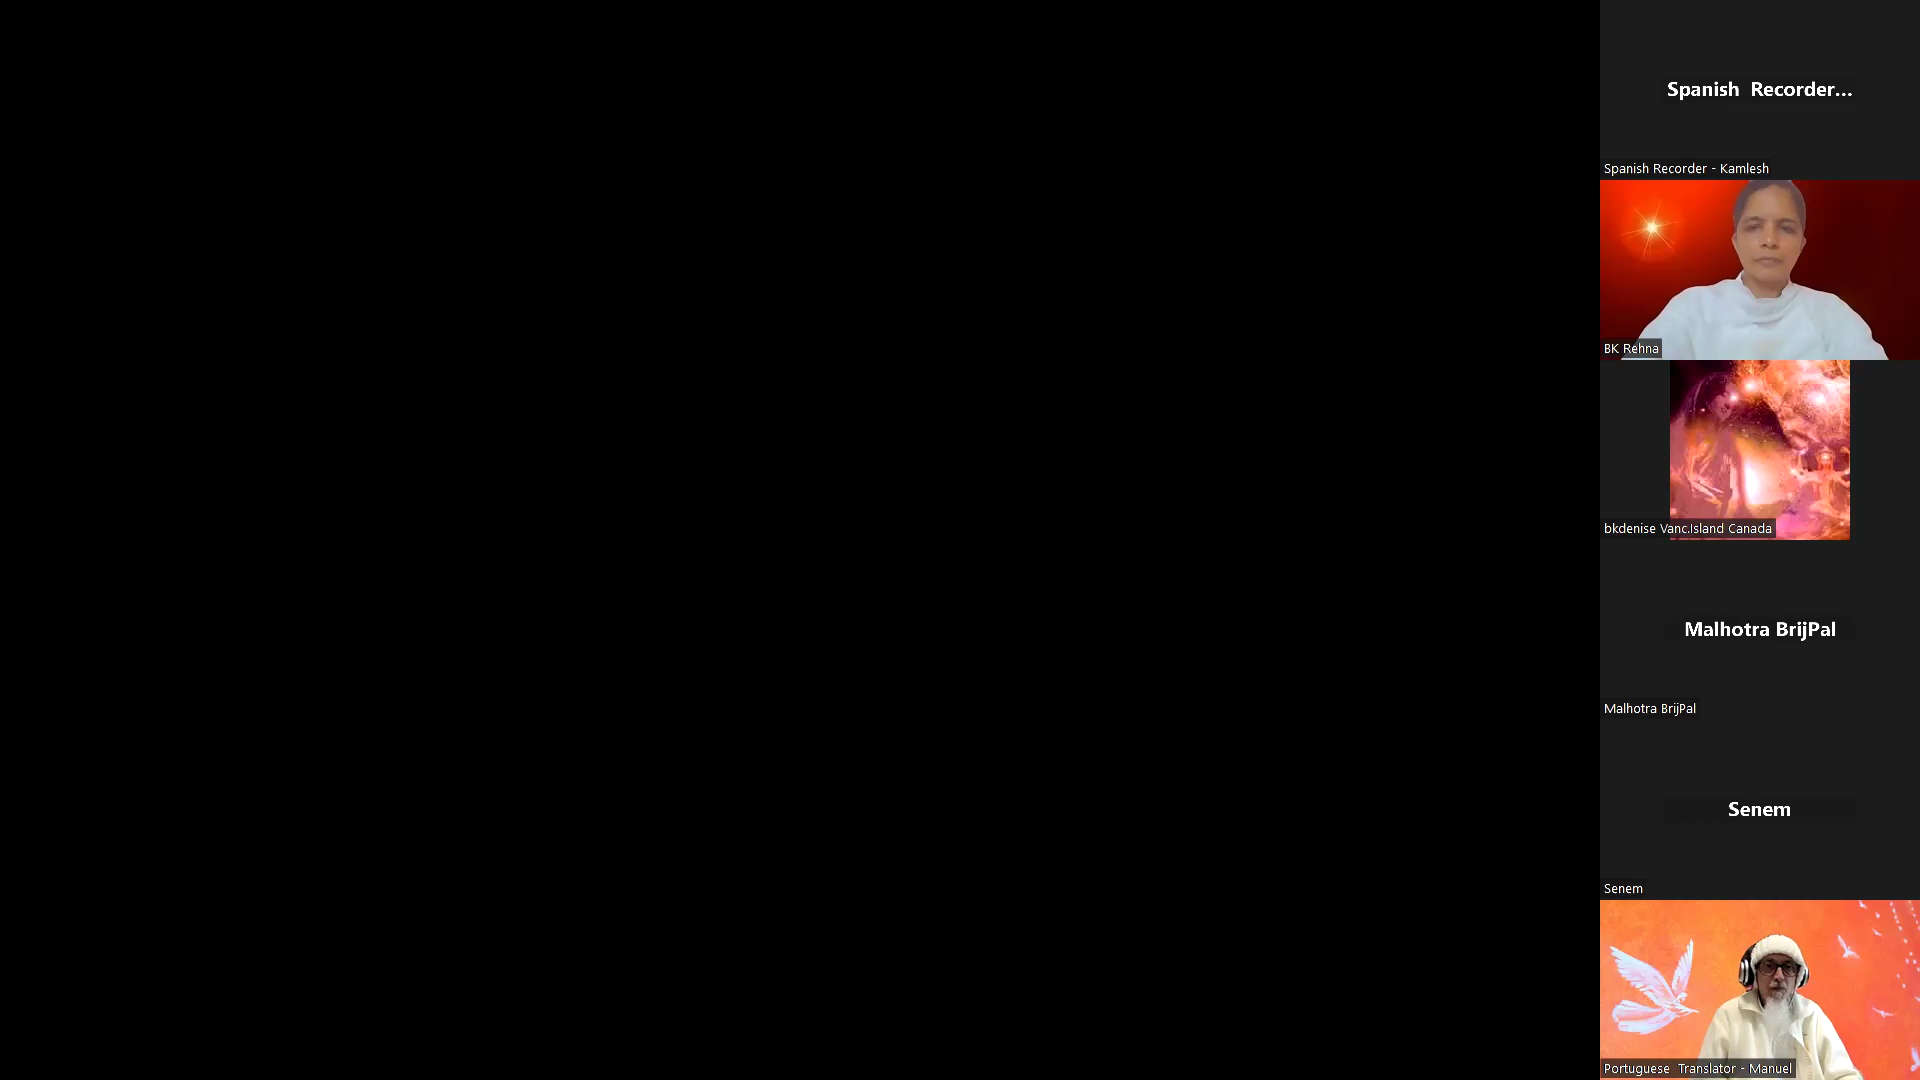 Spanish  Recorder...
Spanish Recorder - Kamlesh
BK Rehna
bkdenise Vanc.Island Canada
Malhotra BrijPal
Malhotra BrijPal
Senem
Senem
Portuguese  Translator - Manuel